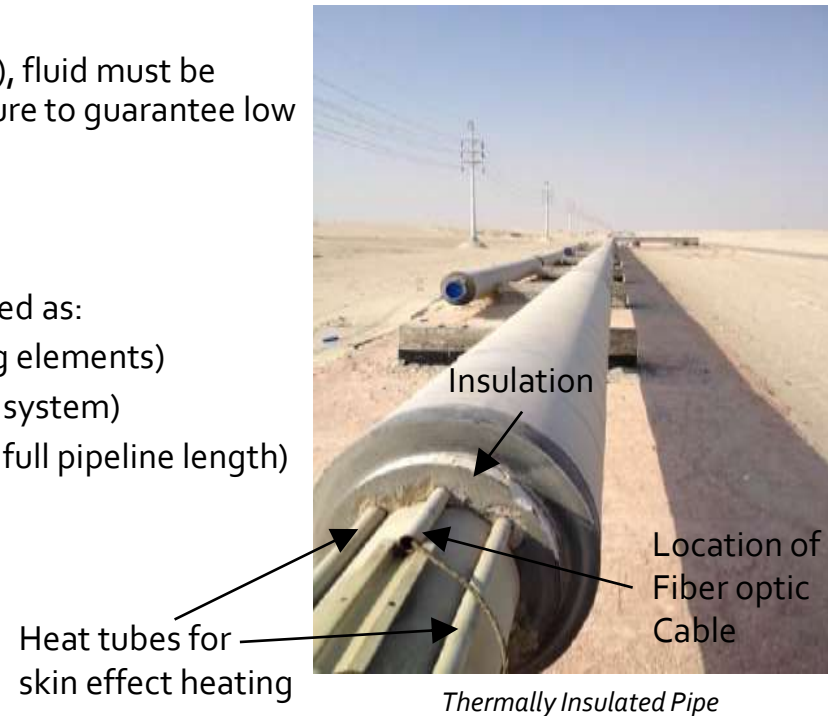 ), fluid must be
ure to guarantee low
ed as:
g elements)
system)
full pipeline length)
Insulation
Location of
Fiber optic
Cable
Heat tubes for
skin effect heating
Thermally Insulated Pipe